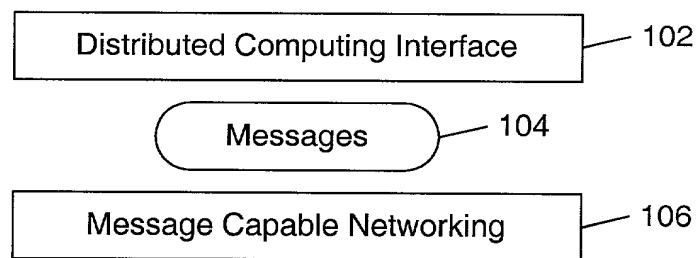 Distributed Computing Interface 102
Messages 104
Message Capable Networking 106